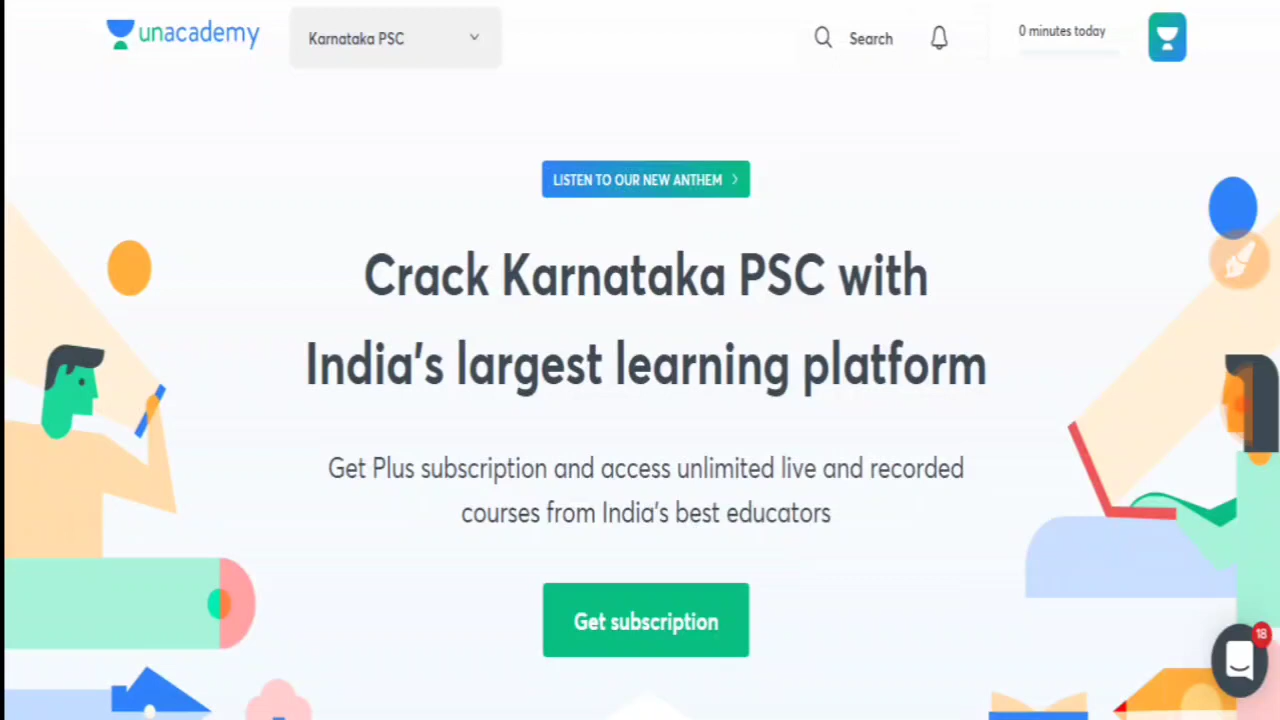 unacademy
Karnataka PSC
Search
0 minutes today
LISTEN TO OUR NEW ANTHEM
Crack Karnataka PSC with
India's largest learning platform
Get Plus subscription and access unlimited live and recorded
courses from India's best educators
Get subscription
18